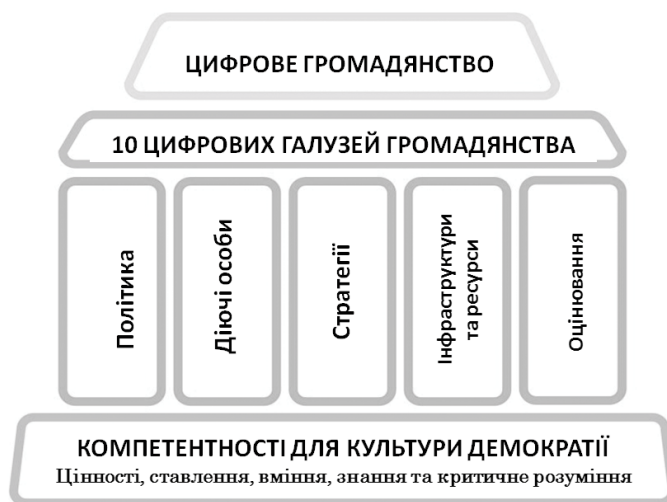 ЦИФРОВЕ ГРОМАДЯНСТВО
10 ЦИФРОВИХ ГАЛУЗЕЙ ГРОМАДЯНСТВА
Політика
Діючі особи
Стратегії
Інфраструктури
та ресурси
Оцінювання
КОМПЕТЕНТНОСТІ ДЛЯ КУЛЬТУРИ ДЕМОКРАТІЇ
Цінності, ставлення, вміння, знання та критичне розуміння